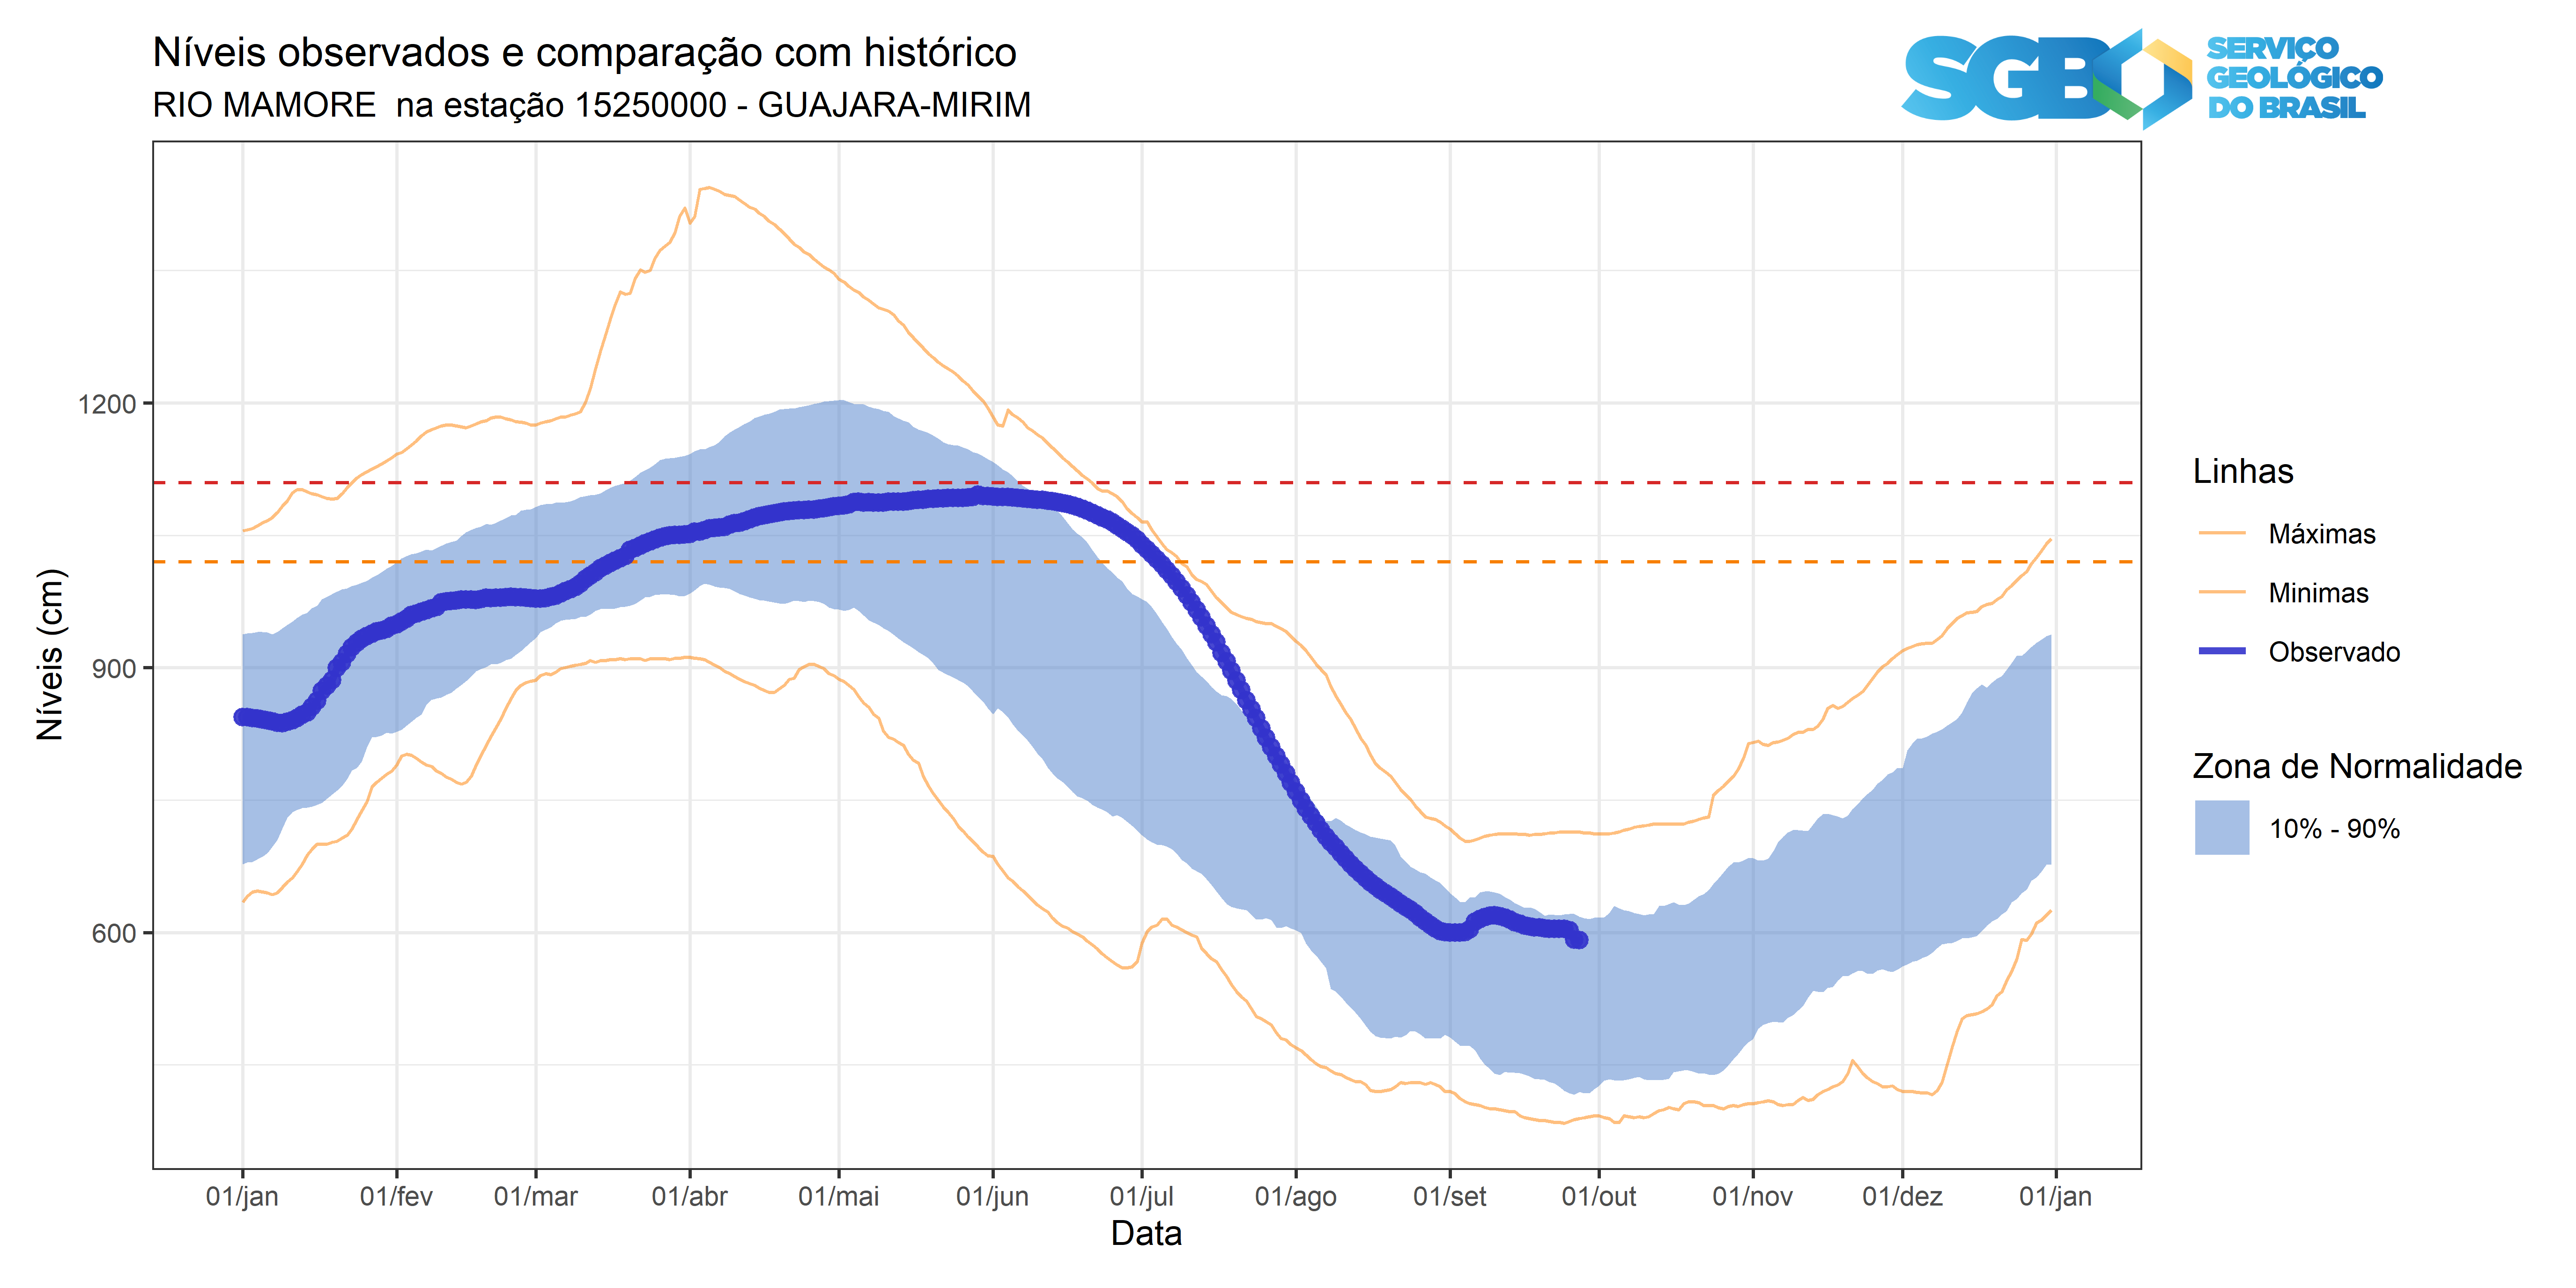 Níveis observados e comparação com histórico
RIO MAMORE  na estação 15250000 - GUAJARA-MIRIM
SGB
SERVIÇO
GEOLÓGICO
DO BRASIL
Níveis (cm)
1200
900
600
01/jan
01/fev
01/mar
01/abr
01/mai
01/jun
01/jul
01/ago
01/set
01/out
01/nov
01/dez
01/jan
Data
Linhas
Máximas
Minimas
Observado
Zona de Normalidade
10% - 90%